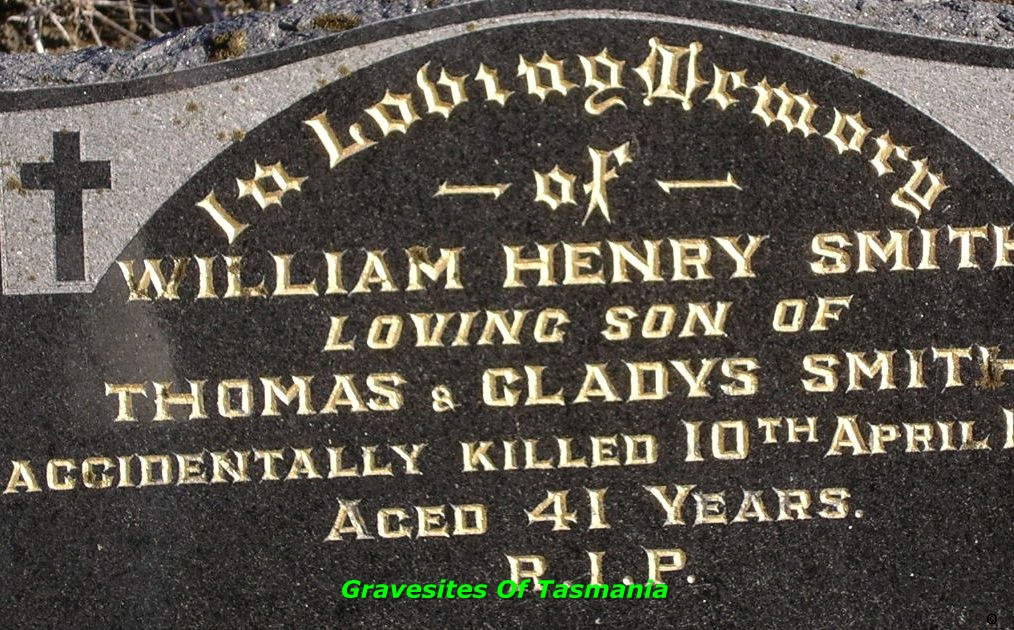 In Loving Memory
— of —
WILLIAM HENRY SMITH
LOVING SON OF
THOMAS & GLADYS SMITH
ACCIDENTALLY KILLED 10TH APRIL
AGED 41 YEARS.
R.I.P.
Gravesites Of Tasmania